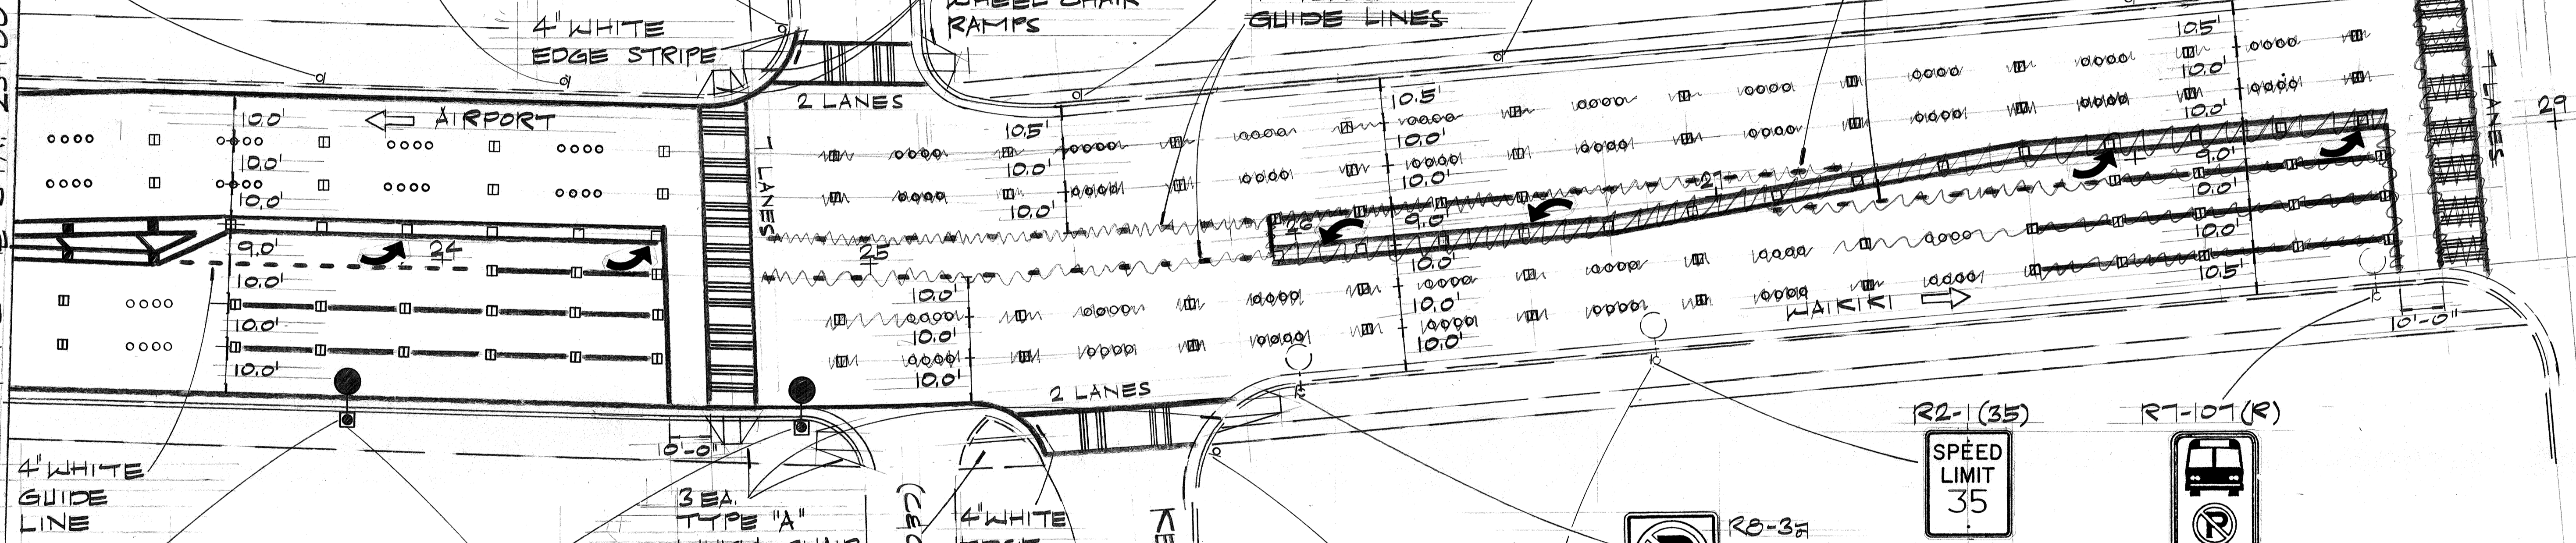 4" WHITE
EDGE STRIPE
RAMPS
GUIDE LINES
2 LANES
AIRPORT
10.0'
10.0'
10.0'
9.0'
10.0'
10.0'
10.0'
24
7 LANES
10.5'
10.0'
10.0'
25
10.0'
10.0'
10.0'
10.5'
10.0'
10.0'
26
9.0'
10.0'
10.0'
10.0'
27
10.5'
10.0'
10.0'
9.0'
10.0'
10.0'
10.5'
LANES
29
WAIKIKI
10'-0"
2 LANES
10'-0"
4" WHITE
GUIDE
LINE
3 EA.
TYPE "A"
4" WHITE
R2-1 (35)
SPEED
LIMIT
35
R7-107 (R)
P